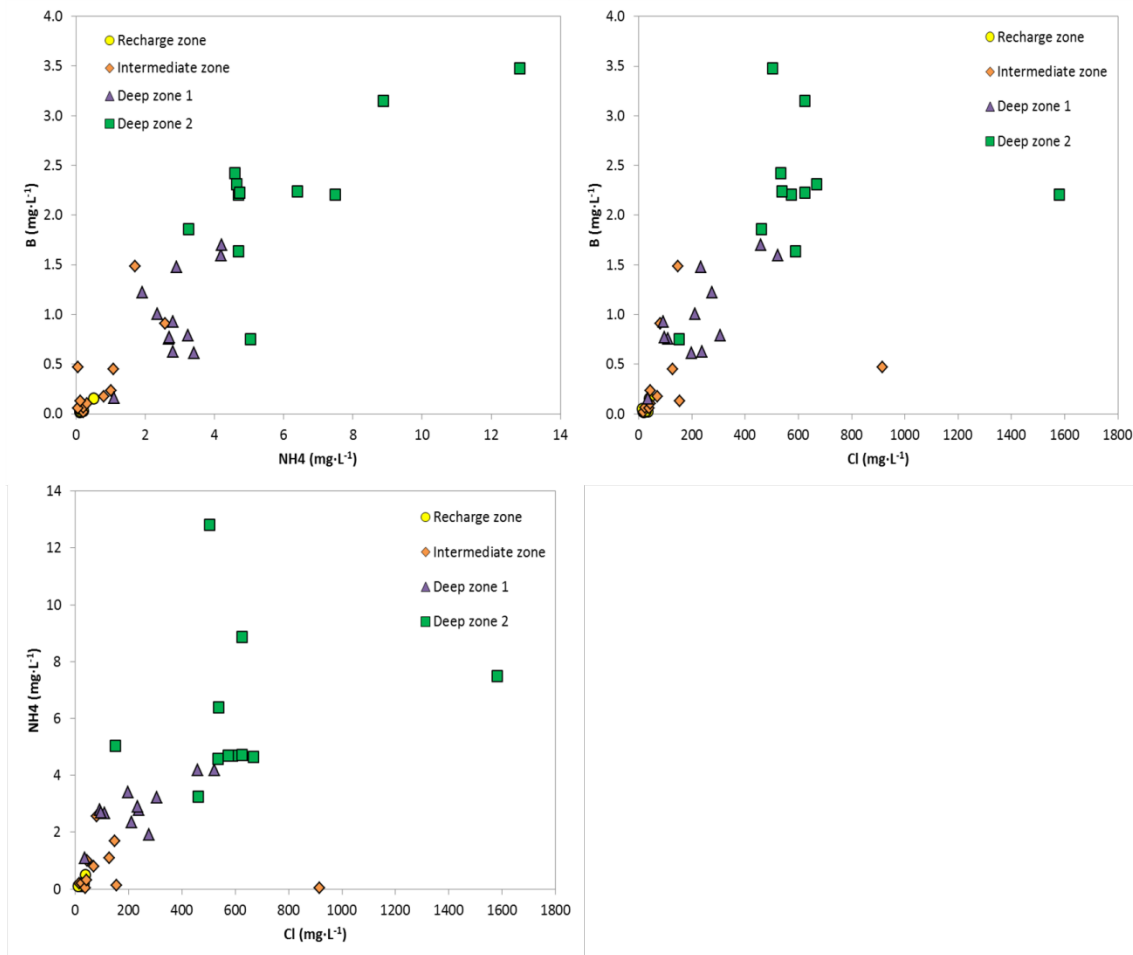 4.0
3.5
3.0
2.5
2.0
1.5
1.0
0.5
0.0
B (mg·L-1)
Recharge zone
Intermediate zone
Deep zone 1
Deep zone 2
0 2 4 6 8 10 12 14
NH4 (mg·L-1)
4.0
3.5
3.0
2.5
2.0
1.5
1.0
0.5
0.0
B (mg·L-1)
Recharge zone
Intermediate zone
Deep zone 1
Deep zone 2
0 200 400 600 800 1000 1200 1400 1600 1800
Cl (mg·L-1)
14
12
10
8
6
4
2
0
NH4 (mg·L-1)
Recharge zone
Intermediate zone
Deep zone 1
Deep zone 2
0 200 400 600 800 1000 1200 1400 1600 1800
Cl (mg·L-1)